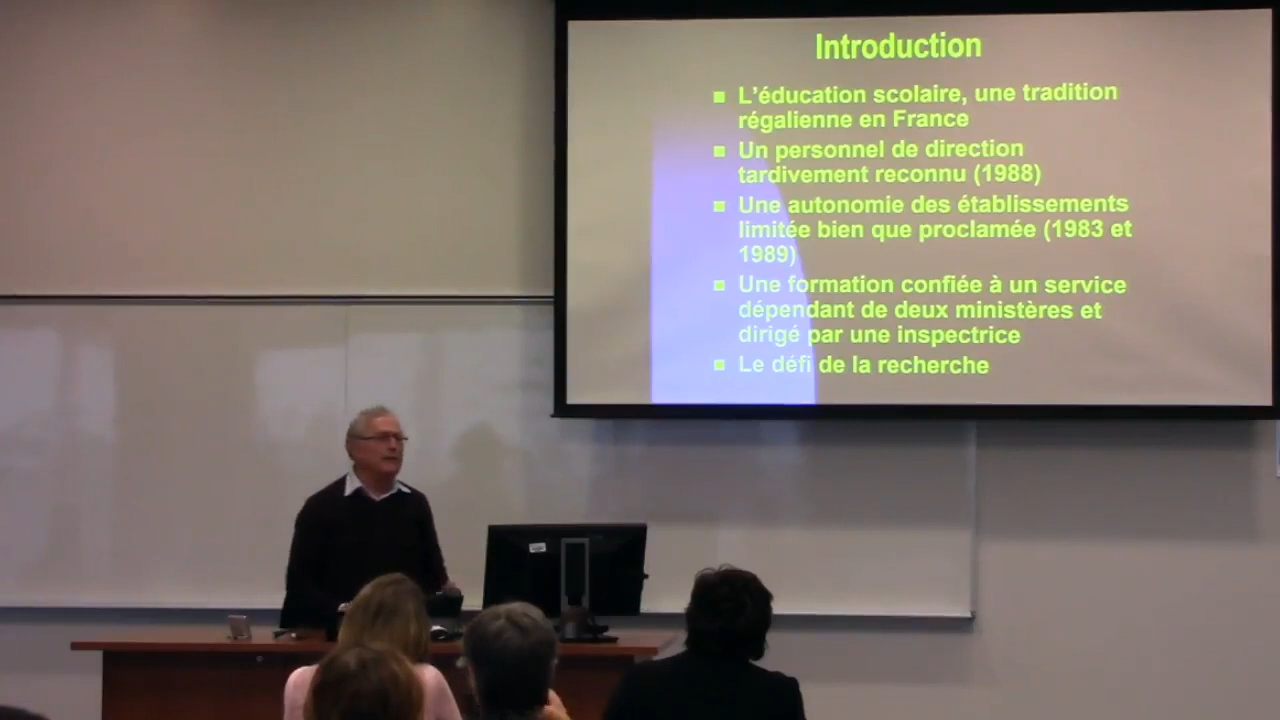 Introduction
L'éducation scolaire, une tradition
régalienne en France
Un personnel de direction
tardivement reconnu (1988)
Une autonomie des établissements
limitée bien que proclamée (1983 et
1989)
Une formation confiée à un service
dépendant de deux ministères et
dirigé par une inspectrice
Le défi de la recherche